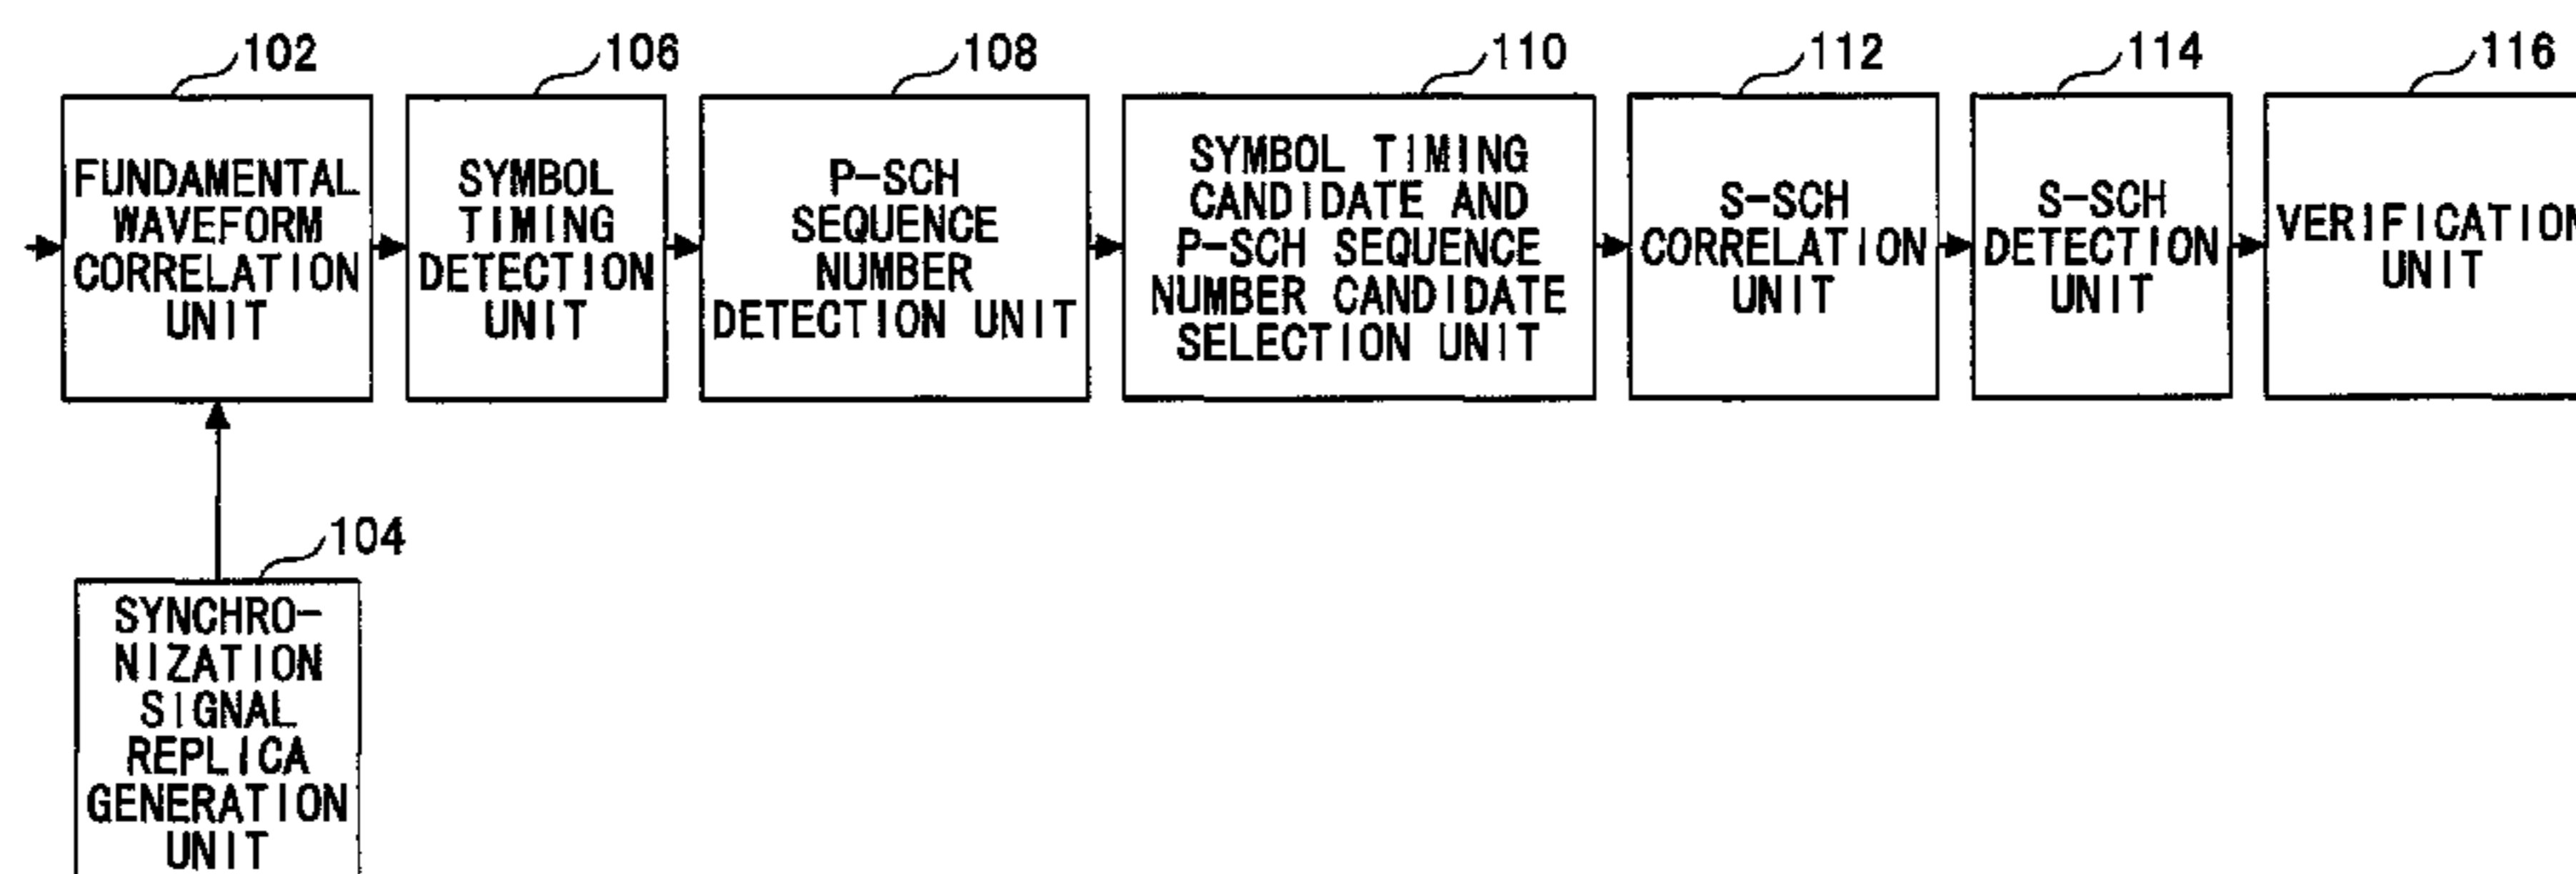 102
106
108
110
112
114
116
FUNDAMENTAL
WAVEFORM
CORRELATION
UNIT
SYMBOL
TIMING
DETECTION
UNIT
P-SCH
SEQUENCE
NUMBER
DETECTION UNIT
SYMBOL TIMING
CANDIDATE AND
P-SCH SEQUENCE
NUMBER CANDIDATE
SELECTION UNIT
S-SCH
CORRELATION
UNIT
S-SCH
DETECTION
UNIT
VERIFICATION
UNIT
104
SYNCHRO-
NIZATION
SIGNAL
REPLICA
GENERATION
UNIT